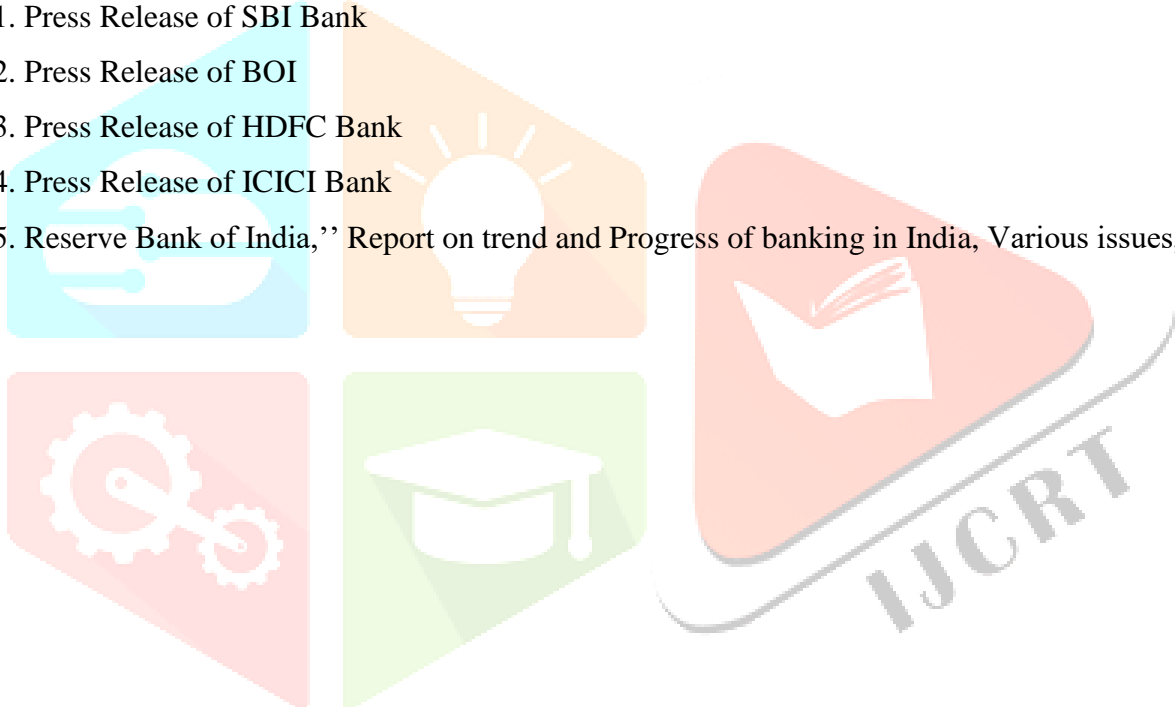 1. Press Release of SBI Bank
2. Press Release of BOI
3. Press Release of HDFC Bank
4. Press Release of ICICI Bank
5. Reserve Bank of India,’’ Report on trend and Progress of banking in India, Various issues.
IJCRT